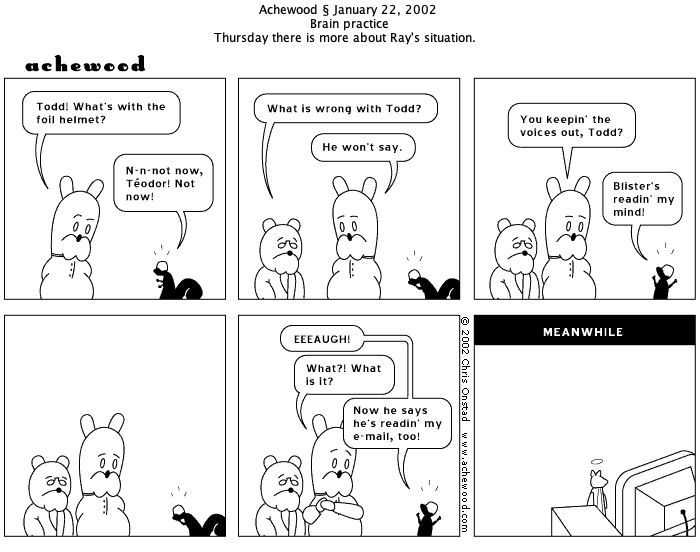 Achewood § January 22, 2002
Brain practice
Thursday there is more about Ray's situation.
achewood
Todd! What's with the
foil helmet?
N-n-not now,
Téodor! Not
now!
What is wrong with Todd?
He won't say.
You keepin' the
voices out, Todd?
Blister's
readin' my
mind!
EEEAUGH!
What?! What
is it?
Now he says
he's readin' my
e-mail, too!
© 2002 Chris Onstad www.achewood.com
MEANWHILE